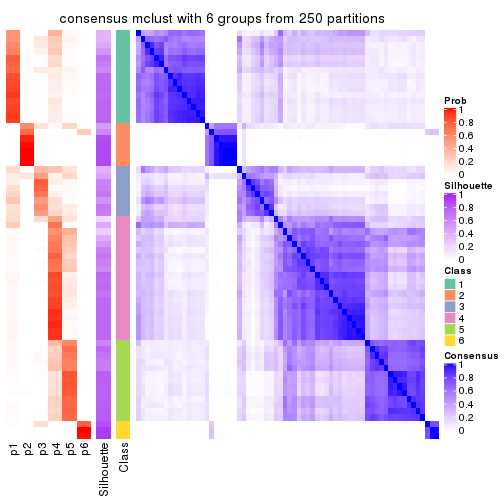 consensus mclust with 6 groups from 250 partitions
Prob
1
0.8
0.6
0.4
0.2
0
Silhouette
1
0.8
0.6
0.4
0.2
0
Class
1
2
3
4
5
6
Consensus
1
0.8
0.6
0.4
0.2
0
p1
p2
p3
p4
p5
p6
Silhouette
Class